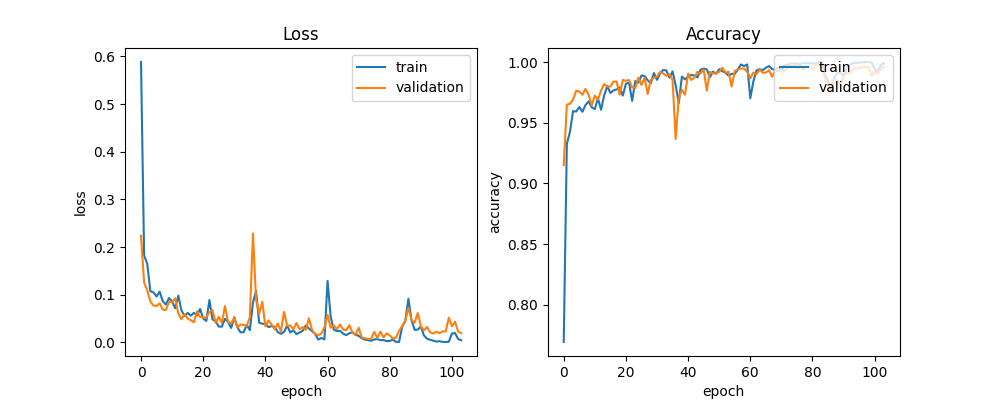 Loss
0.6
0.5
0.4
0.3
0.2
0.1
0.0
loss
0 20 40 60 80 100
epoch
train
validation
Accuracy
1.00
0.95
0.90
0.85
0.80
accuracy
0 20 40 60 80 100
epoch
train
validation